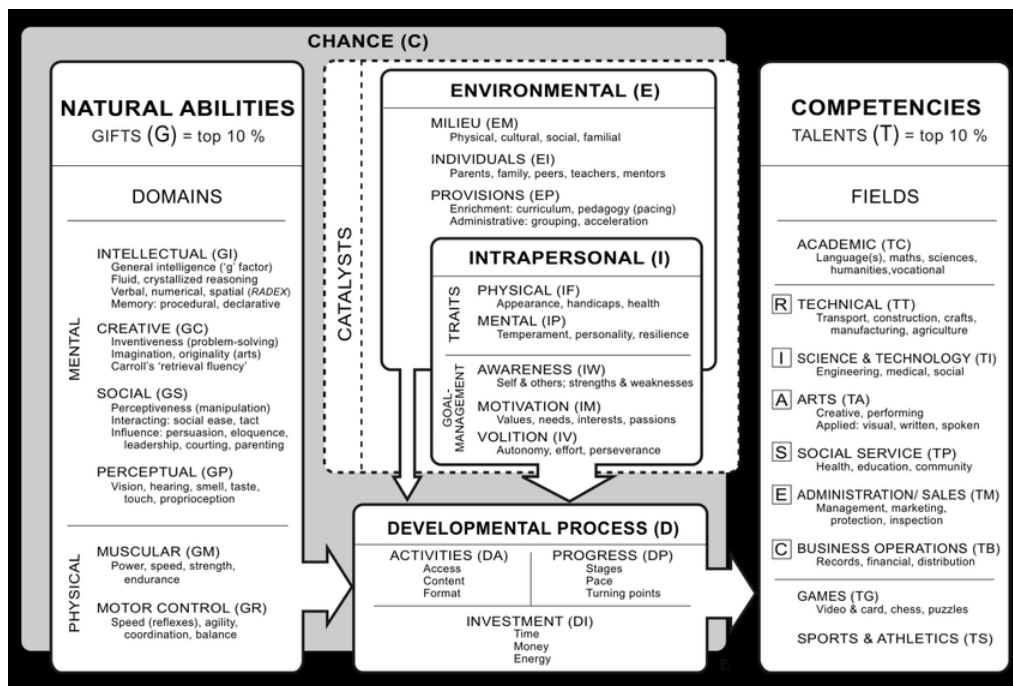 CHANCE (C)
NATURAL ABILITIES
GIFTS (G) = top 10 %
DOMAINS
MENTAL
INTELLECTUAL (GI)
General intelligence ('g' factor)
Fluid, crystallized reasoning
Verbal, numerical, spatial (RADEX)
Memory: procedural, declarative
CREATIVE (GC)
Inventiveness (problem-solving)
Imagination, originality (arts)
Carroll's 'retrieval fluency'
SOCIAL (GS)
Perceptiveness (manipulation)
Interacting: social ease, tact
Influence: persuasion, eloquence,
leadership, courting, parenting
PERCEPTUAL (GP)
Vision, hearing, smell, taste,
touch, proprioception
PHYSICAL
MUSCULAR (GM)
Power, speed, strength,
endurance
MOTOR CONTROL (GR)
Speed (reflexes), agility,
coordination, balance
CATALYSTS
ENVIRONMENTAL (E)
MILIEU (EM)
Physical, cultural, social, familial
INDIVIDUALS (EI)
Parents, family, peers, teachers, mentors
PROVISIONS (EP)
Enrichment: curriculum, pedagogy (pacing)
Administrative: grouping, acceleration
INTRAPERSONAL (I)
TRAITS
PHYSICAL (IF)
Appearance, handicaps, health
MENTAL (IP)
Temperament, personality, resilience
GOAL-
MANAGEMENT
AWARENESS (IW)
Self & others; strengths & weaknesses
MOTIVATION (IM)
Values, needs, interests, passions
VOLITION (IV)
Autonomy, effort, perseverance
DEVELOPMENTAL PROCESS (D)
ACTIVITIES (DA)
Access
Content
Format
PROGRESS (DP)
Stages
Pace
Turning points
INVESTMENT (DI)
Time
Money
Energy
COMPETENCIES
TALENTS (T) = top 10 %
FIELDS
ACADEMIC (TC)
Language(s), maths, sciences,
humanities,vocational
R TECHNICAL (TT)
Transport, construction, crafts,
manufacturing, agriculture
I SCIENCE & TECHNOLOGY (TI)
Engineering, medical, social
A ARTS (TA)
Creative, performing
Applied: visual, written, spoken
S SOCIAL SERVICE (TP)
Health, education, community
E ADMINISTRATION/ SALES (TM)
Management, marketing,
protection, inspection
C BUSINESS OPERATIONS (TB)
Records, financial, distribution
GAMES (TG)
Video & card, chess, puzzles
SPORTS & ATHLETICS (TS)